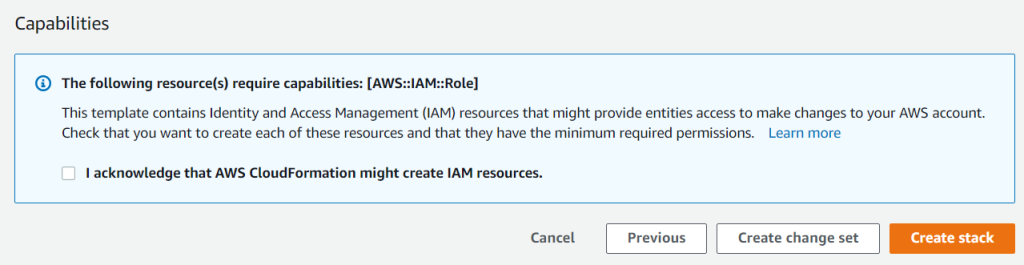 Capabilities
The following resource(s) require capabilities: [AWS::IAM::Role]
This template contains Identity and Access Management (IAM) resources that might provide entities access to make changes to your AWS account.
Check that you want to create each of these resources and that they have the minimum required permissions. Learn more
I acknowledge that AWS CloudFormation might create IAM resources.
Cancel Previous Create change set Create stack